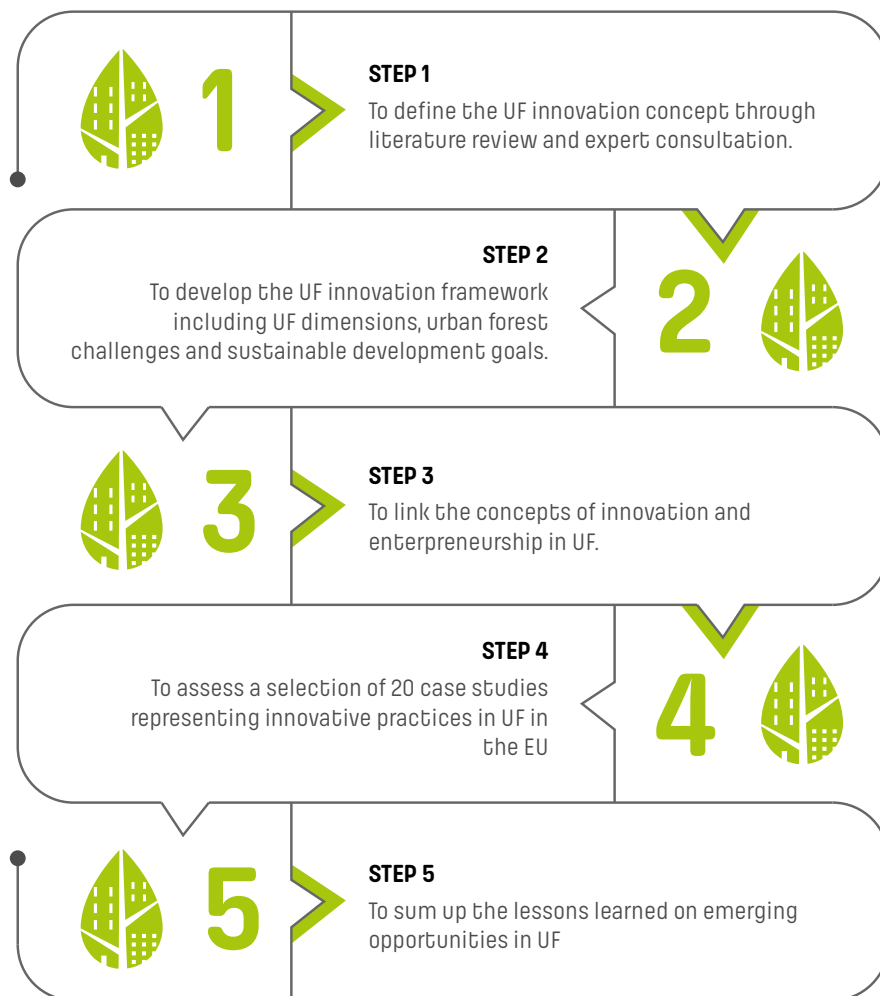 1
STEP 1
To define the UF innovation concept through
literature review and expert consultation.
STEP 2
To develop the UF innovation framework
including UF dimensions, urban forest
challenges and sustainable development goals.
2
3
STEP 3
To link the concepts of innovation and
enterpreneurship in UF.
STEP 4
To assess a selection of 20 case studies
representing innovative practices in UF in
the EU
4
5
STEP 5
To sum up the lessons learned on emerging
opportunities in UF